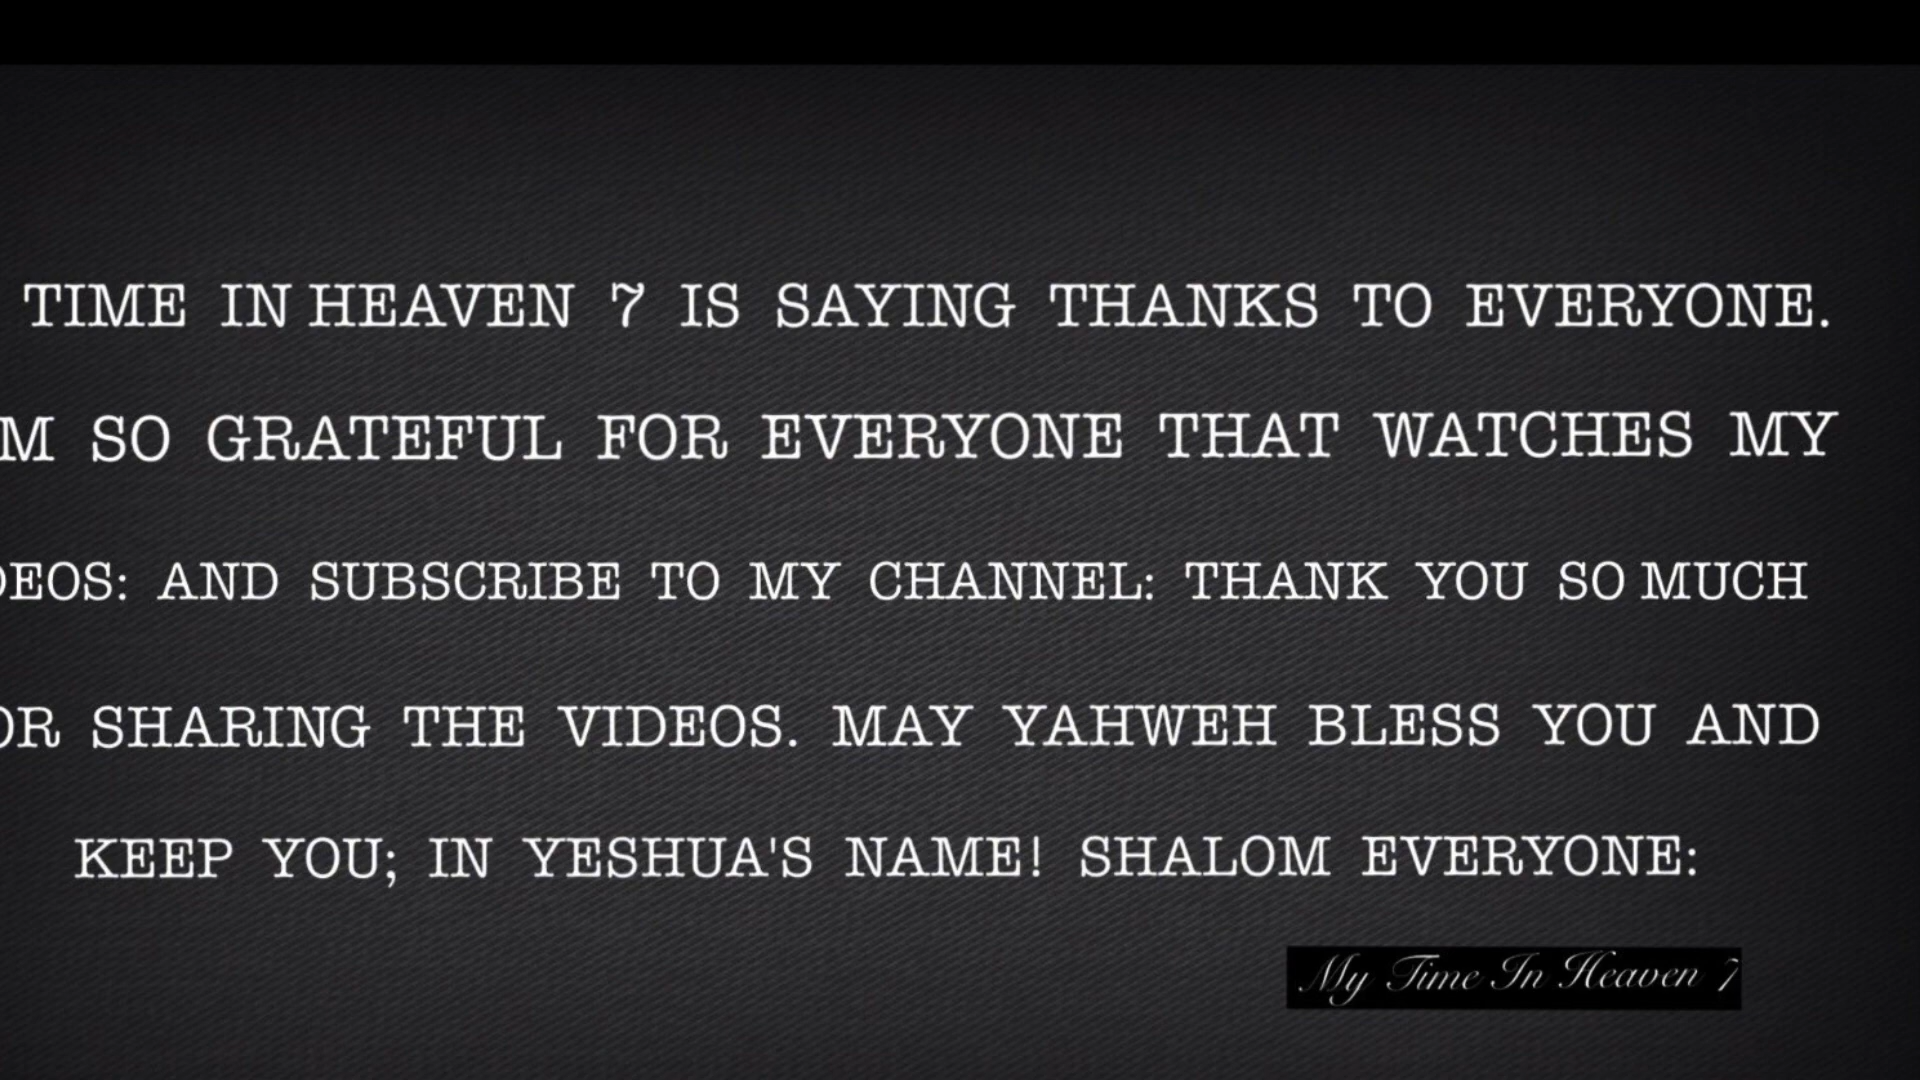 TIME IN HEAVEN 7 IS SAYING THANKS TO EVERYONE.
M SO GRATEFUL FOR EVERYONE THAT WATCHES MY
DEOS: AND SUBSCRIBE TO MY CHANNEL: THANK YOU SO MUCH
OR SHARING THE VIDEOS. MAY YAHWEH BLESS YOU AND
KEEP YOU; IN YESHUA'S NAME! SHALOM EVERYONE:
My Time In Heaven 7